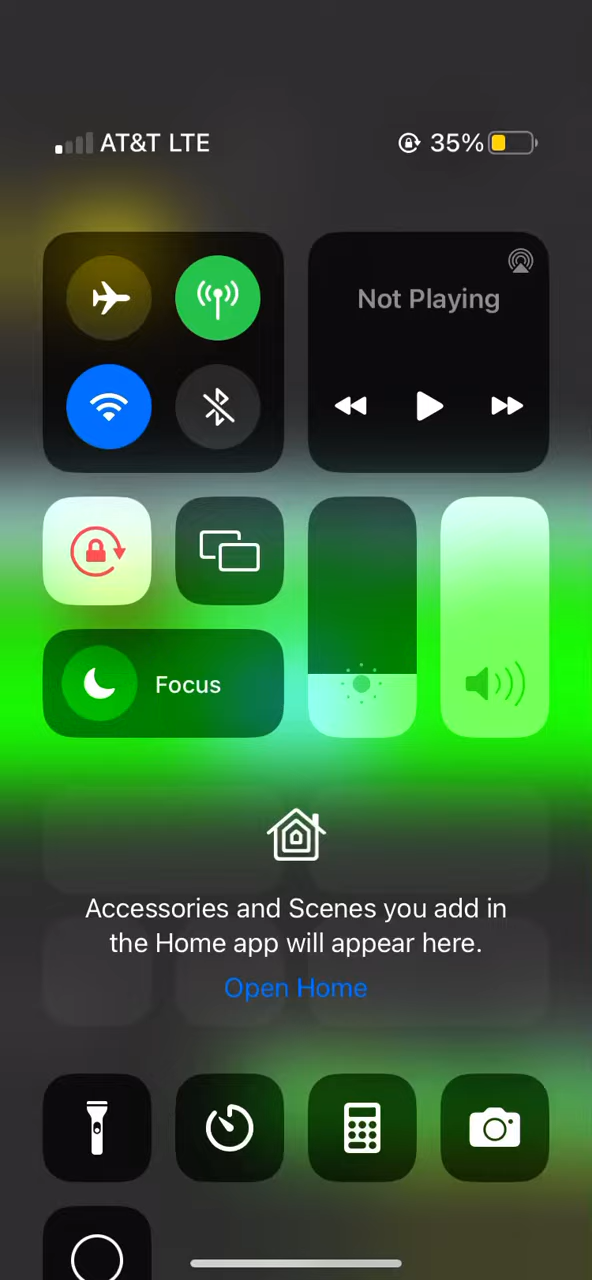 AT&T LTE
35%
Not Playing
Focus
Accessories and Scenes you add in
the Home app will appear here.
Open Home